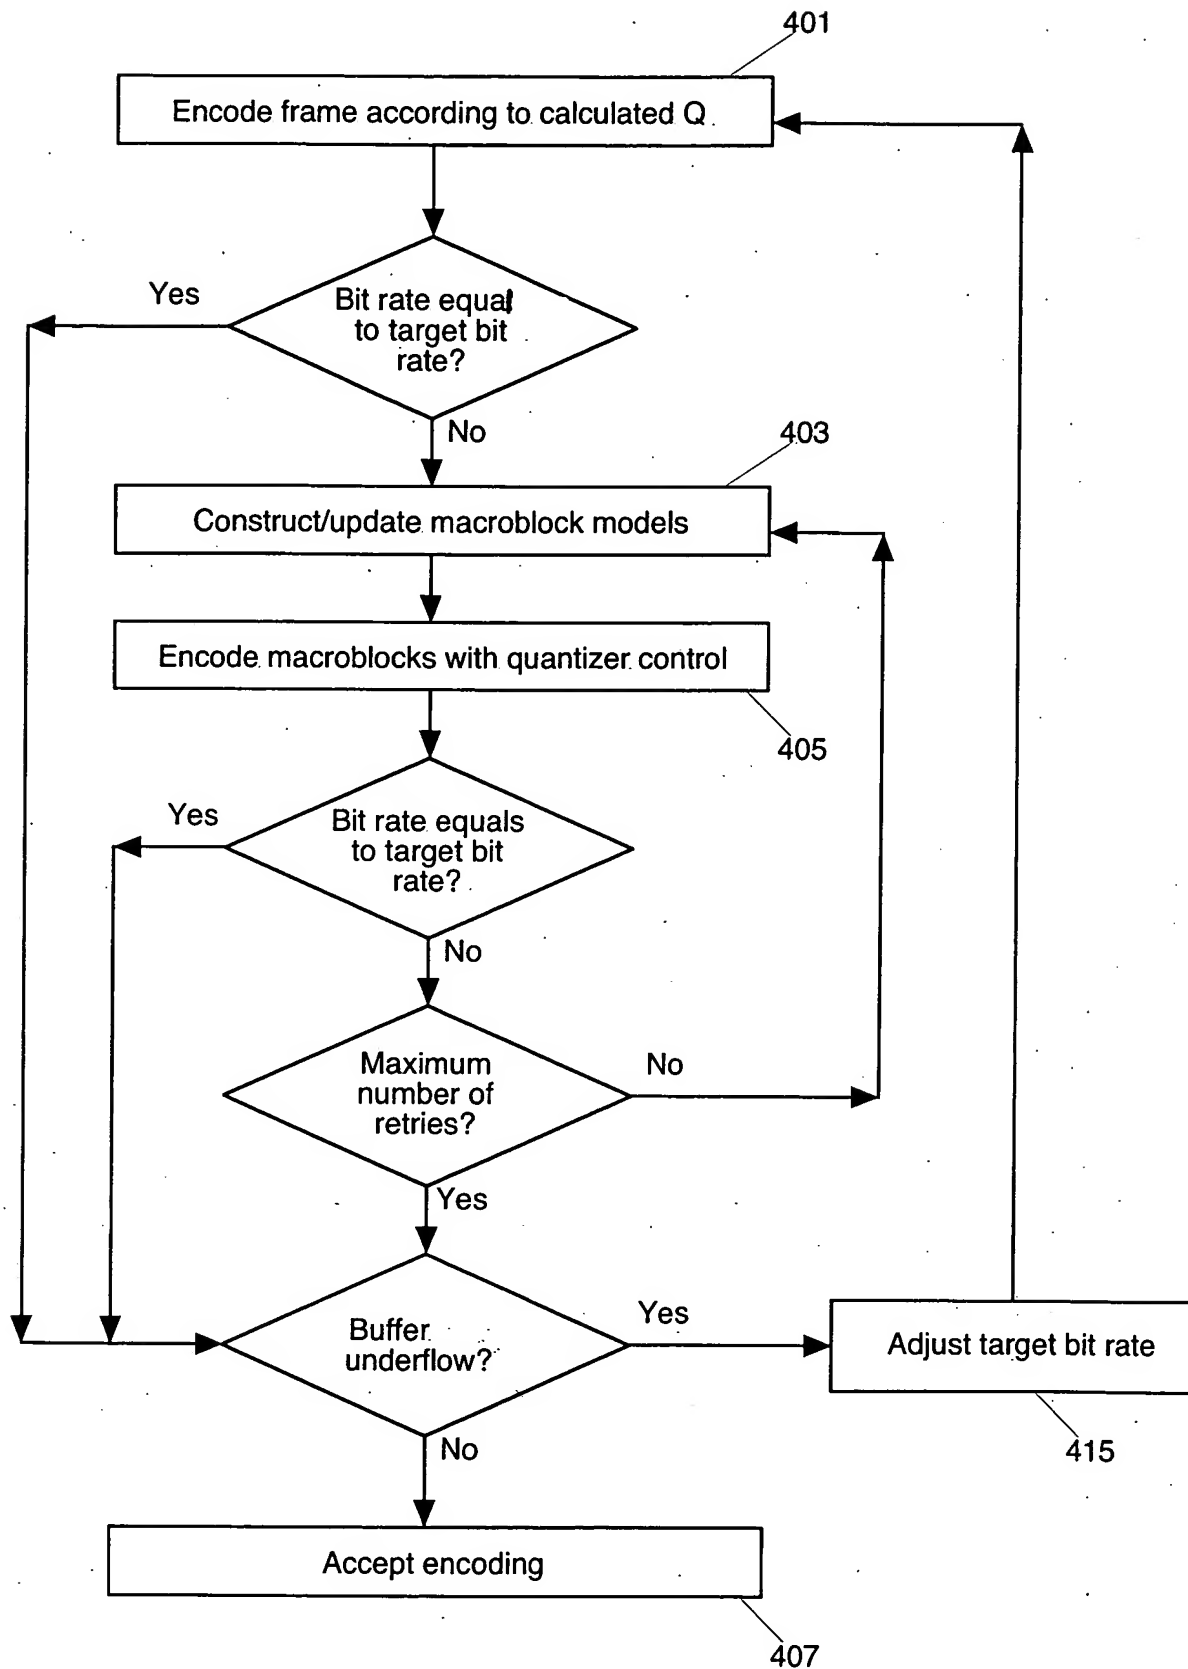 401
Encode frame according to calculated Q
Yes
Bit rate equal
to target bit
rate?
No
403
Construct/update macroblock models
Encode macroblocks with quantizer control
405
Yes
Bit rate equals
to target bit
rate?
No
Maximum
number of
retries?
No
Yes
Buffer
underflow?
Yes
Adjust target bit rate
415
No
Accept encoding
407